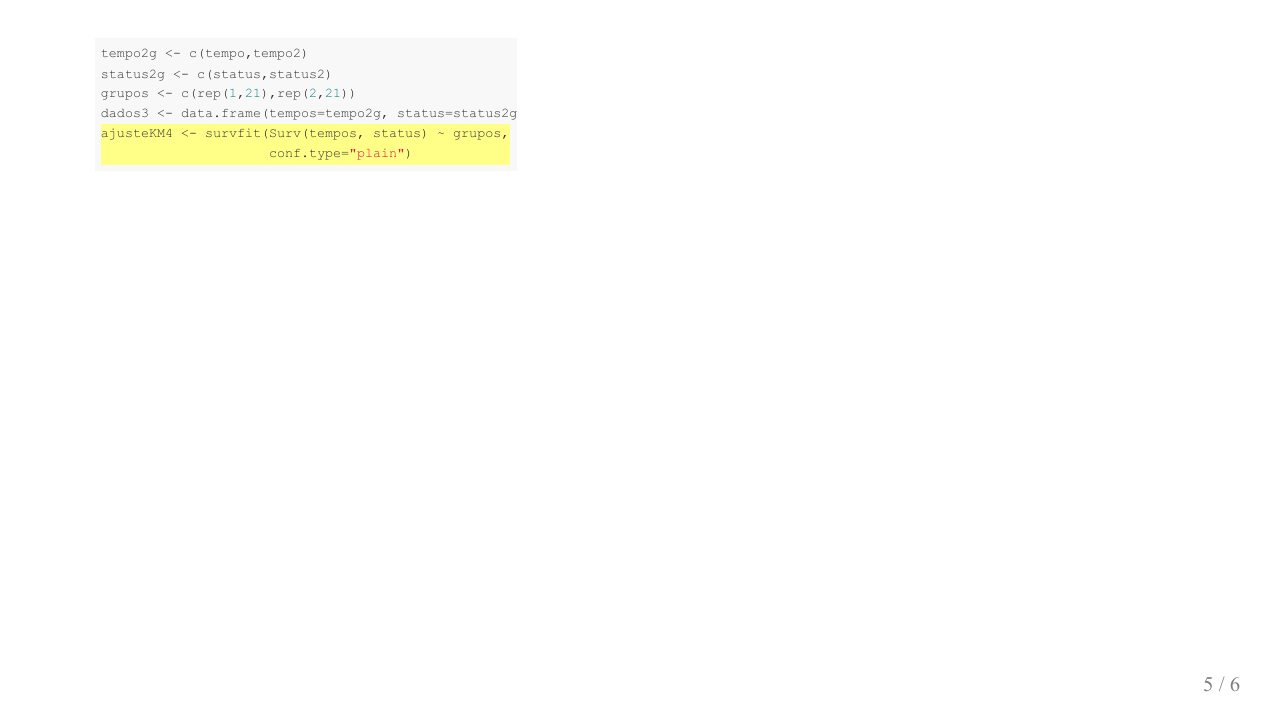 tempo2g <- c(tempo,tempo2)
status2g <- c(status,status2)
grupos <- c(rep(1,21),rep(2,21))
dados3 <- data.frame(tempos=tempo2g, status=status2g
ajusteKM4 <- survfit(Surv(tempos, status) ~ grupos,
                     conf.type="plain")
5 / 6